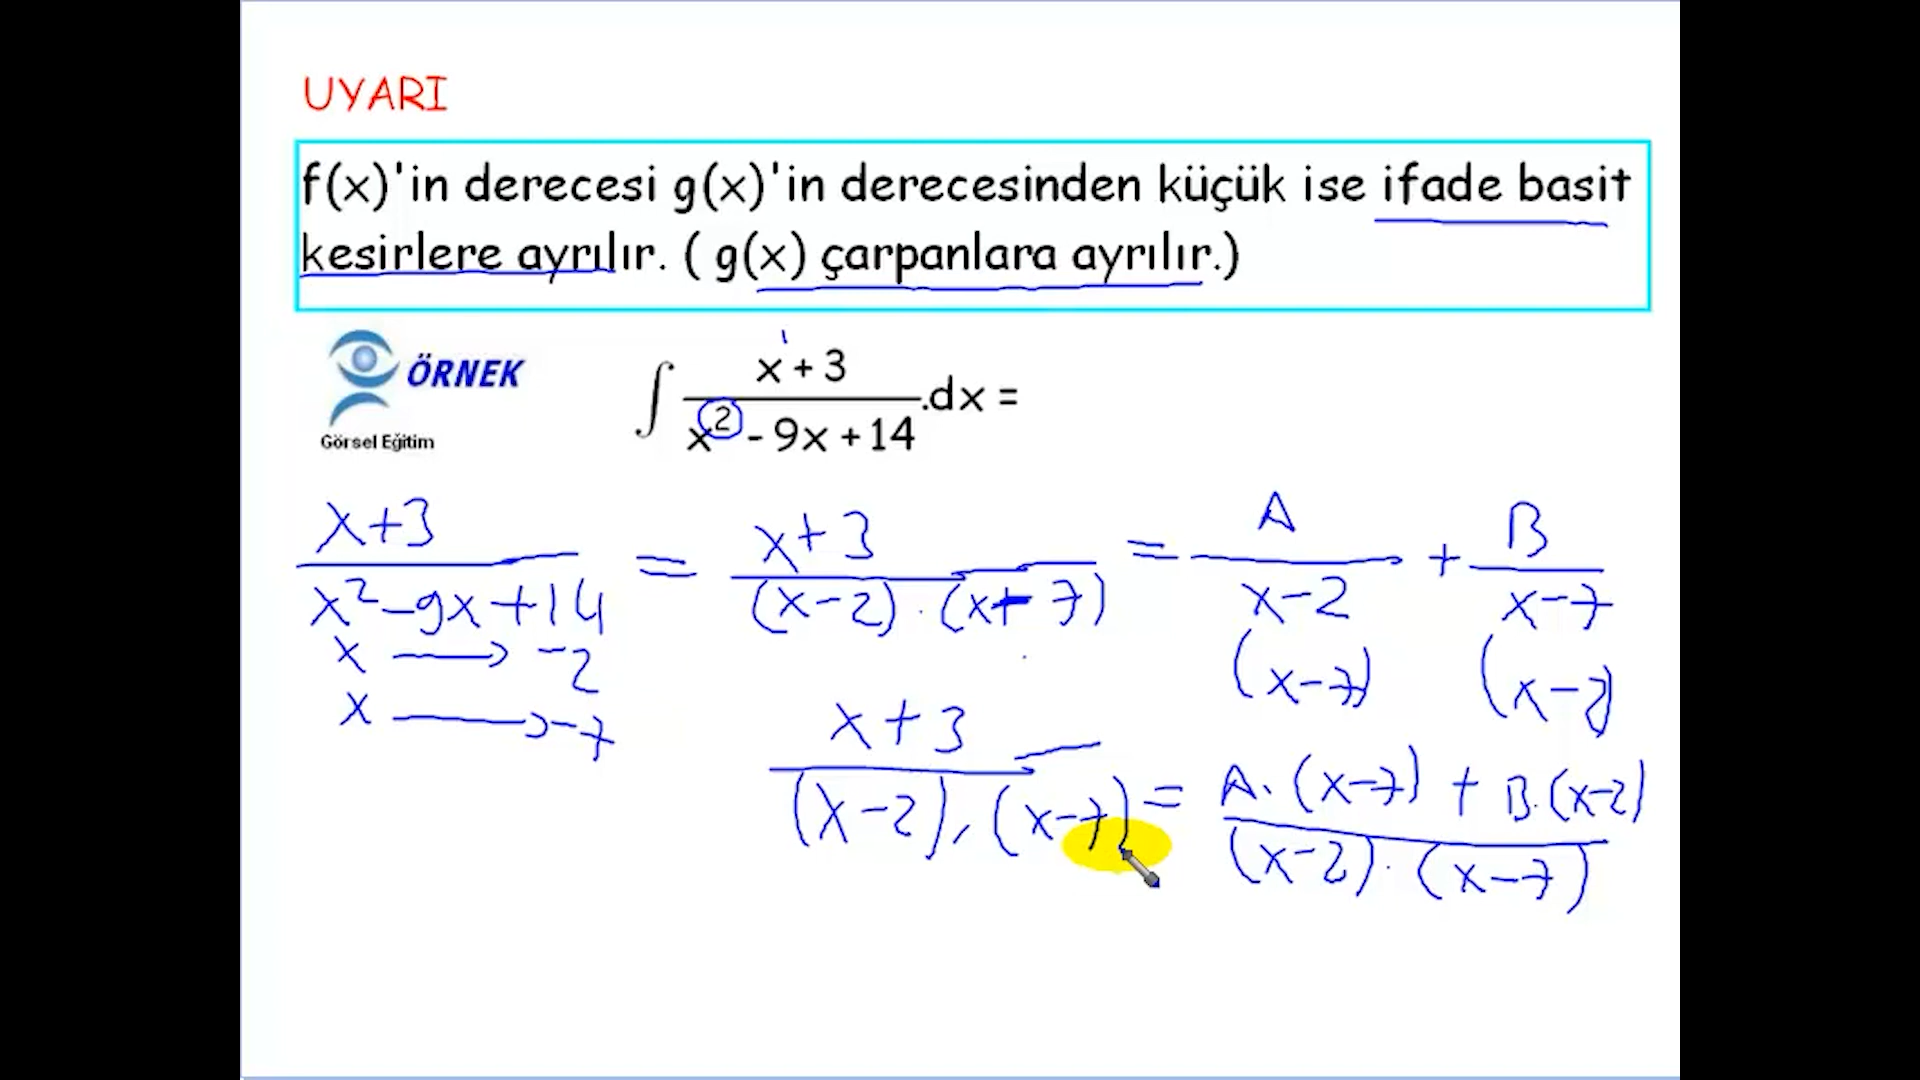 UYARI
f(x)'in derecesi g(x)'in derecesinden küçük ise ifade basit
kesirlere ayrılır. ( g(x) çarpanlara ayrılır.)
ÖRNEK
Görsel Eğitim
∫ (x¹ + 3)/(x² - 9x + 14) .dx =
(x+3)/(x²-9x+14) = (x+3)/((x-2).(x-7)) = A/(x-2) + B/(x-7)
x → -2
x → -7
(x-7) (x-2)
(x+3)/((x-2).(x-7)) = (A.(x-7) + B.(x-2))/((x-2).(x-7))